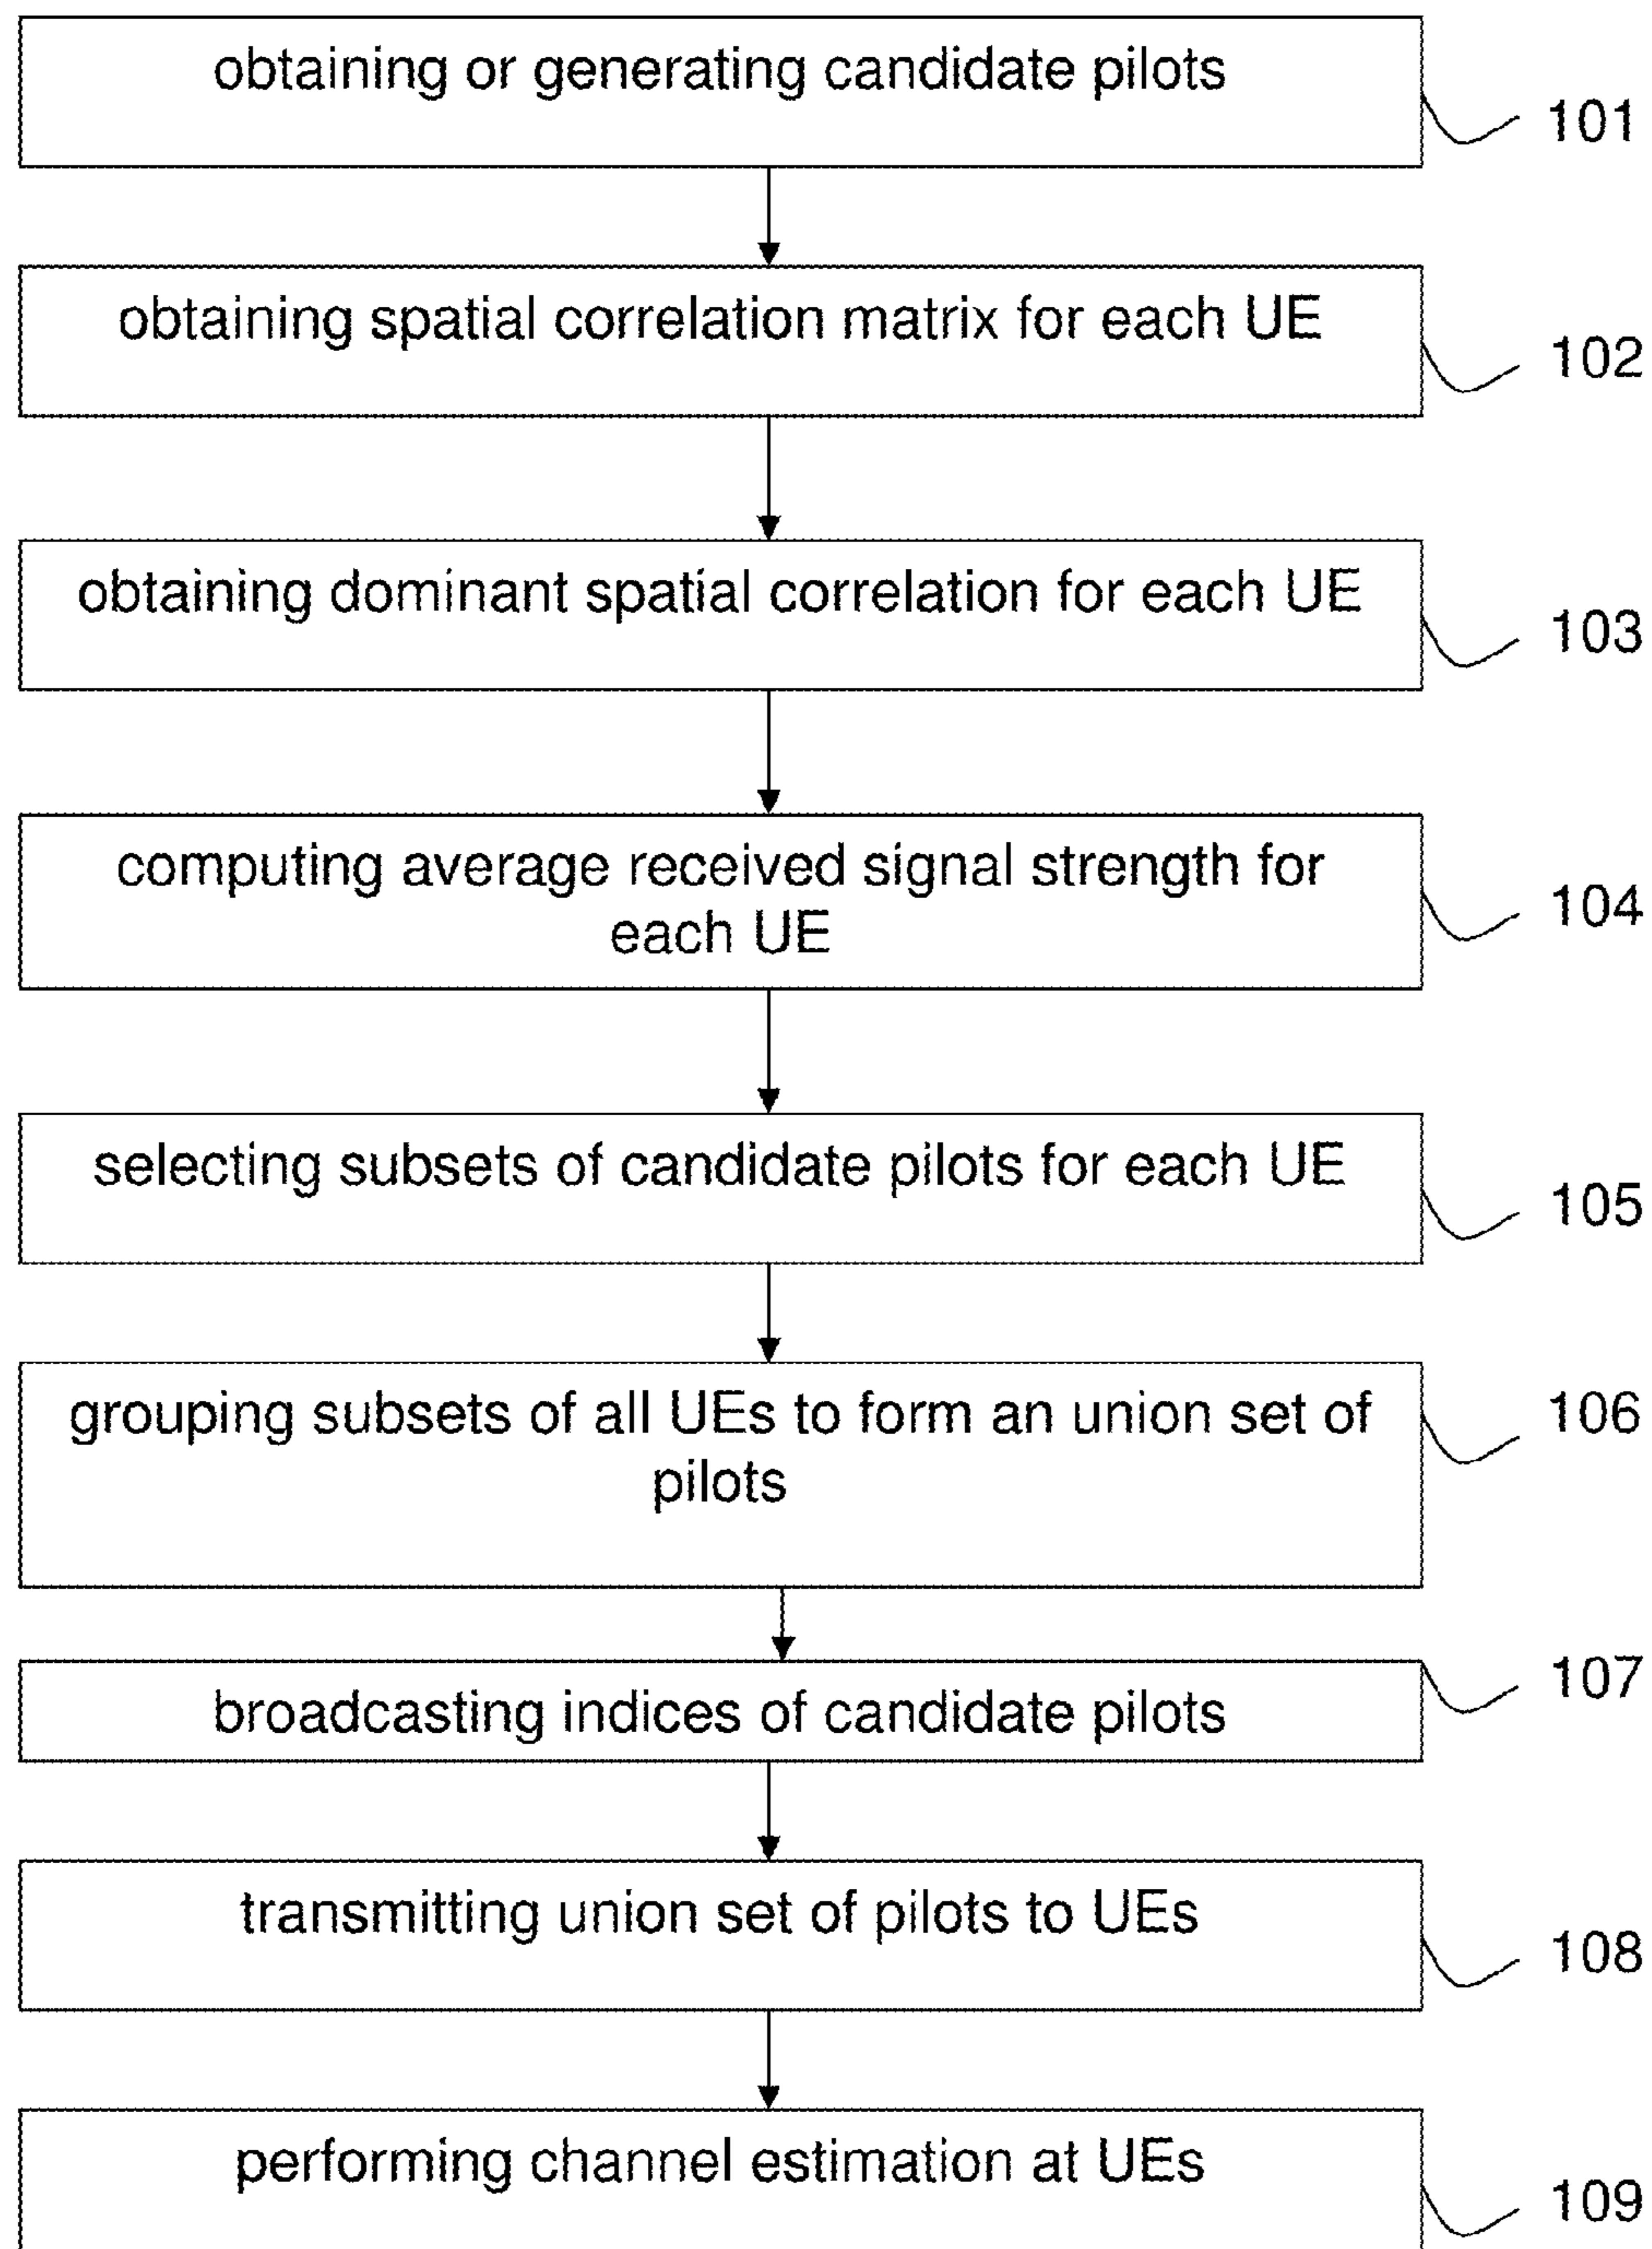 obtaining or generating candidate pilots
101
obtaining spatial correlation matrix for each UE
102
obtaining dominant spatial correlation for each UE
103
computing average received signal strength for
each UE
104
selecting subsets of candidate pilots for each UE
105
grouping subsets of all UEs to form an union set of
pilots
106
broadcasting indices of candidate pilots
107
transmitting union set of pilots to UEs
108
performing channel estimation at UEs
109